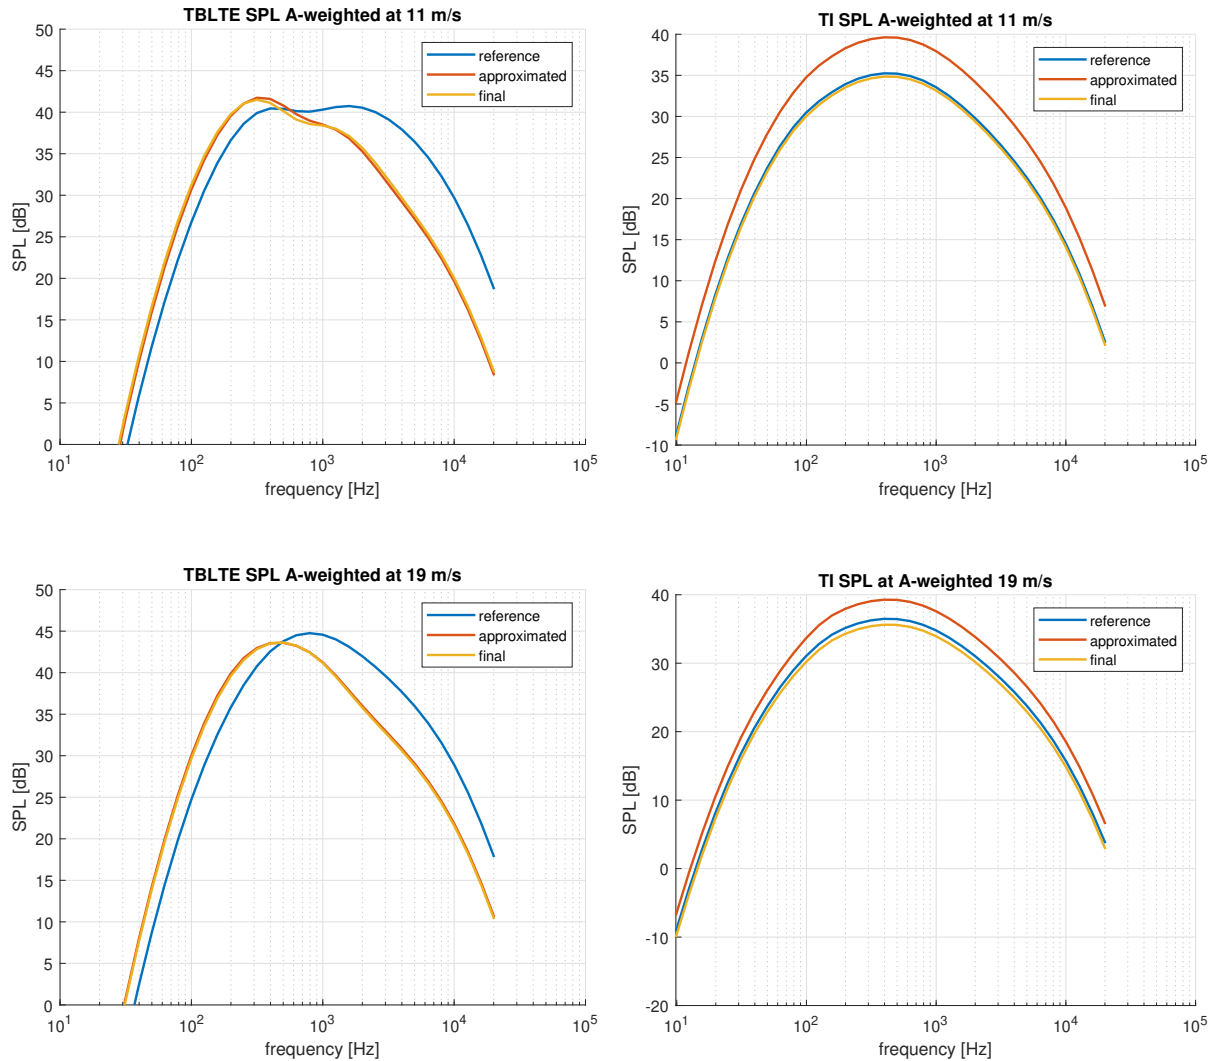 TBLTE SPL A-weighted at 11 m/s
50
45
40
35
30
25
20
15
10
5
0
SPL [dB]
reference
approximated
final
10^1
10^2
10^3
10^4
10^5
frequency [Hz]
TI SPL A-weighted at 11 m/s
40
35
30
25
20
15
10
5
0
-5
-10
SPL [dB]
reference
approximated
final
10^1
10^2
10^3
10^4
10^5
frequency [Hz]
TBLTE SPL A-weighted at 19 m/s
50
45
40
35
30
25
20
15
10
5
0
SPL [dB]
reference
approximated
final
10^1
10^2
10^3
10^4
10^5
frequency [Hz]
TI SPL at A-weighted 19 m/s
40
30
20
10
0
-10
-20
SPL [dB]
reference
approximated
final
10^1
10^2
10^3
10^4
10^5
frequency [Hz]